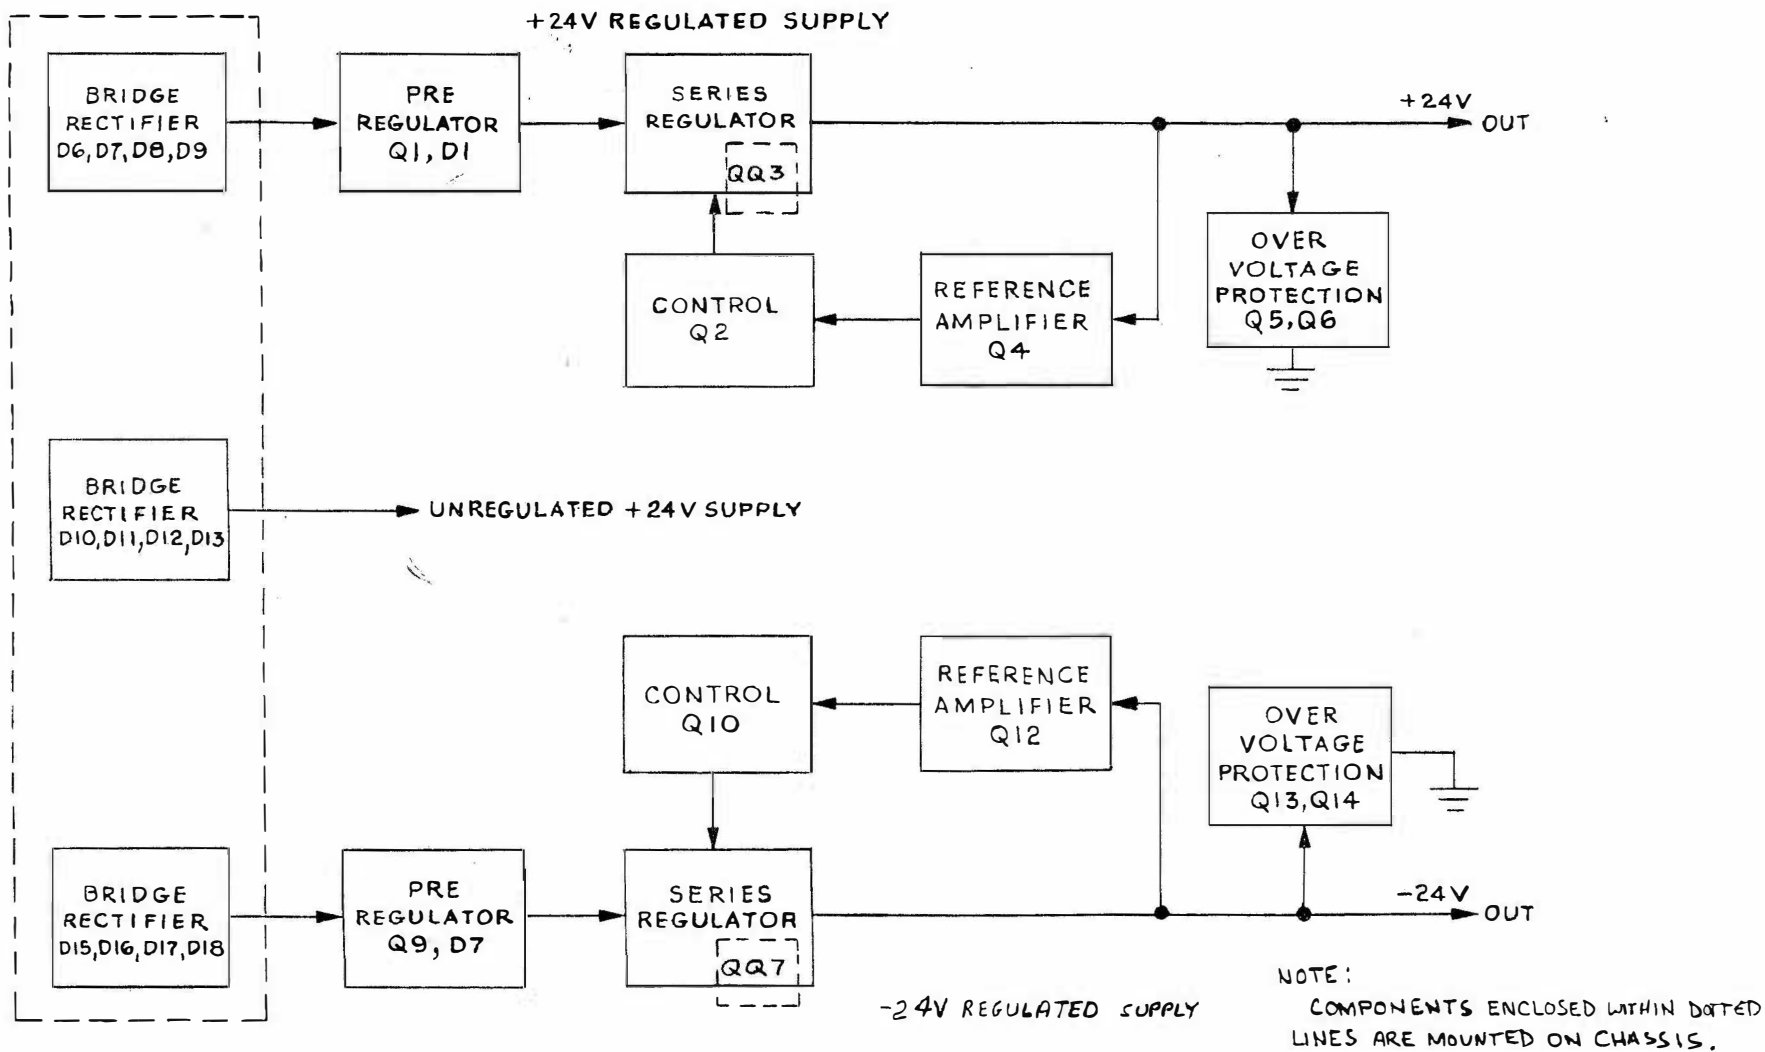 +24V REGULATED SUPPLY
BRIDGE
RECTIFIER
D6,D7,D8,D9
PRE
REGULATOR
Q1, D1
SERIES
REGULATOR
QQ3
+24V
OUT
OVER
VOLTAGE
PROTECTION
Q5,Q6
CONTROL
Q2
REFERENCE
AMPLIFIER
Q4
BRIDGE
RECTIFIER
D10,D11,D12,D13
UNREGULATED +24V SUPPLY
CONTROL
Q10
REFERENCE
AMPLIFIER
Q12
OVER
VOLTAGE
PROTECTION
Q13,Q14
BRIDGE
RECTIFIER
D15,D16,D17,D18
PRE
REGULATOR
Q9, D7
SERIES
REGULATOR
QQ7
-24V
OUT
-24V REGULATED SUPPLY
NOTE:
COMPONENTS ENCLOSED WITHIN DOTTED
LINES ARE MOUNTED ON CHASSIS.